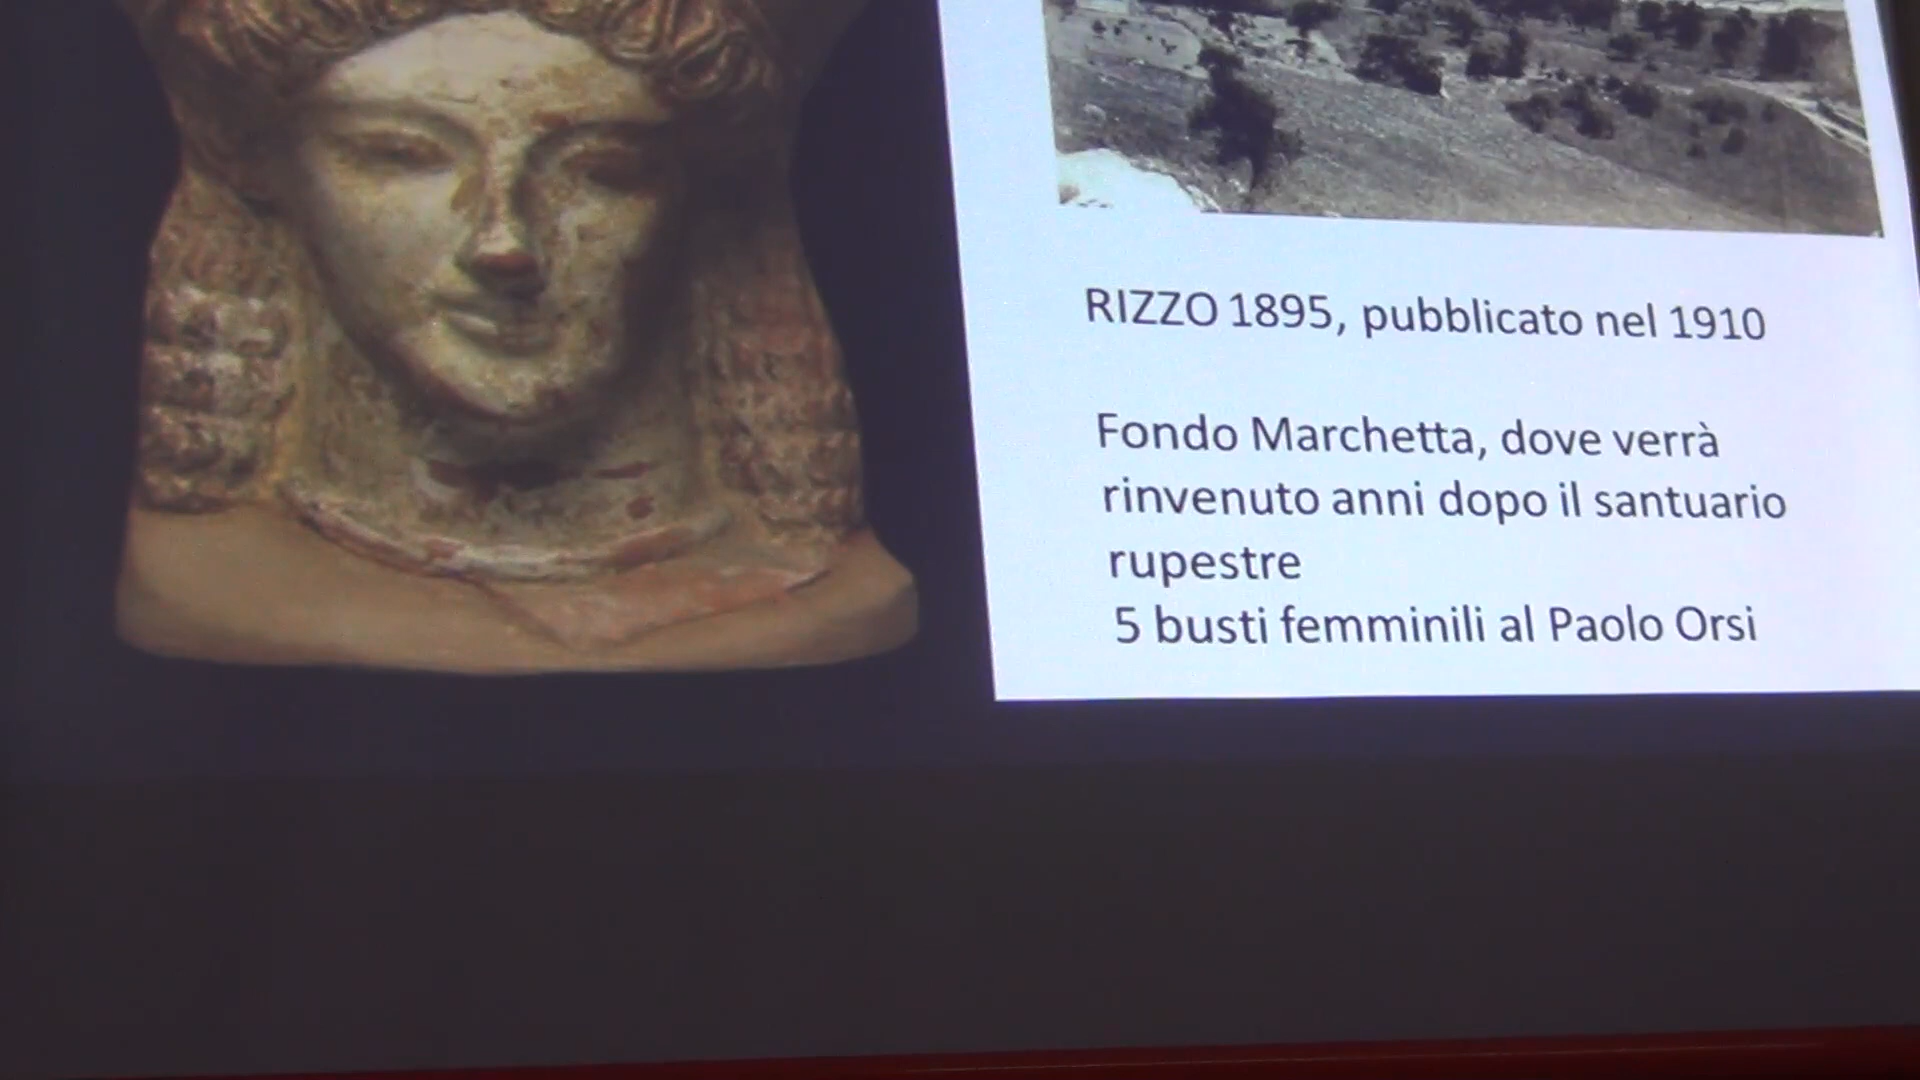 RIZZO 1895, pubblicato nel 1910
Fondo Marchetta, dove verrà
rinvenuto anni dopo il santuario
rupestre
5 busti femminili al Paolo Orsi